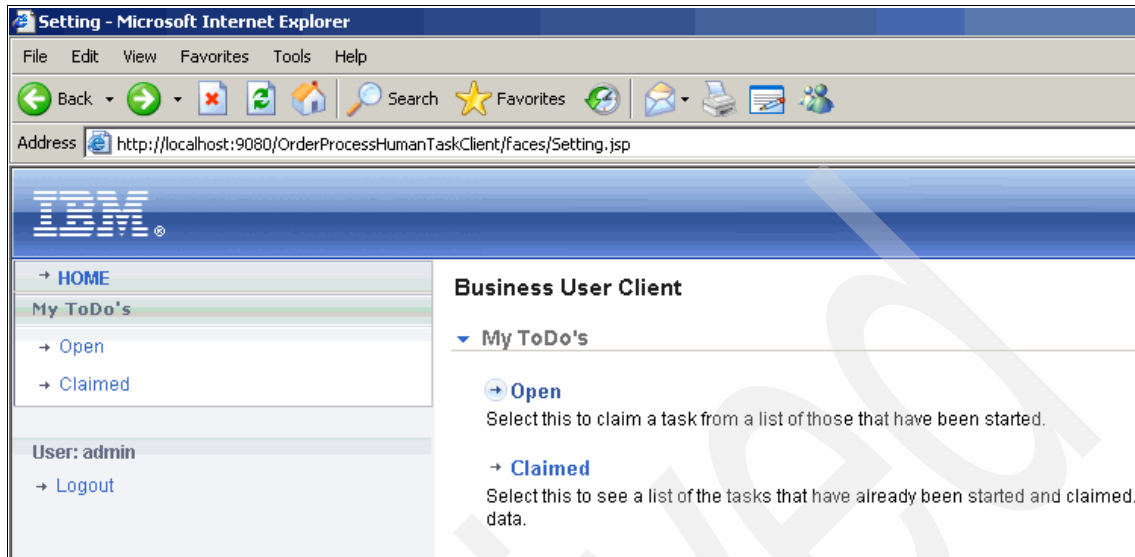 Setting - Microsoft Internet Explorer
File Edit View Favorites Tools Help
Back Search Favorites
Address http://localhost:9080/OrderProcessHumanTaskClient/faces/Setting.jsp
IBM®
HOME
My ToDo's
Open
Claimed
User: admin
Logout
Business User Client
My ToDo's
Open
Select this to claim a task from a list of those that have been started.
Claimed
Select this to see a list of the tasks that have already been started and claimed.
data.